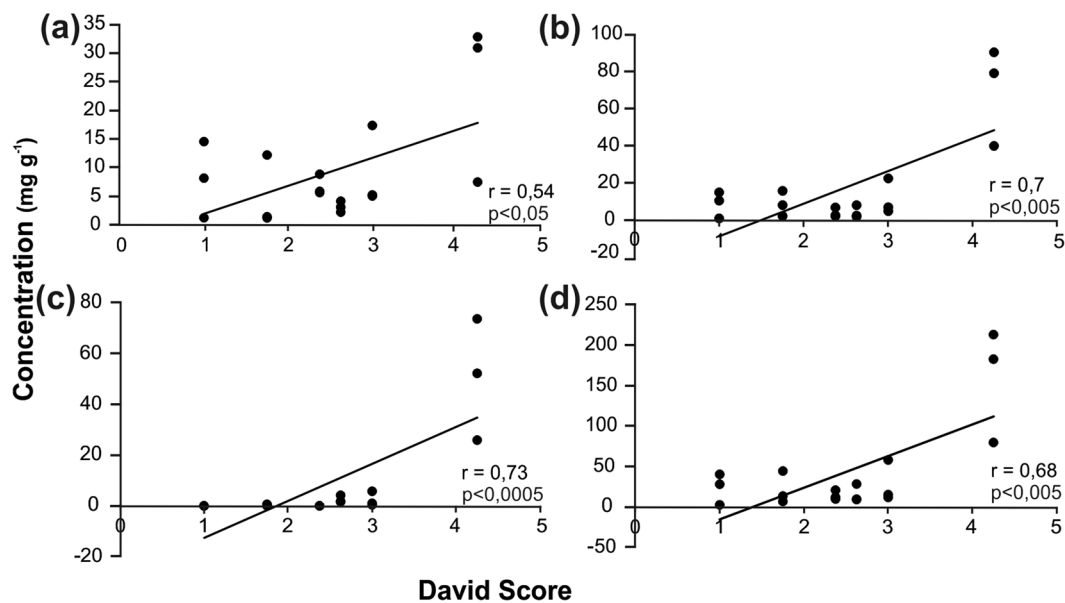 Concentration (mg g⁻¹)
(a)
35
30
25
20
15
10
5
0
0 1 2 3 4 5
r = 0,54
p<0,05
(b)
100
80
60
40
20
0
-20
0 1 2 3 4 5
r = 0,7
p<0,005
(c)
80
60
40
20
0
-20
0 1 2 3 4 5
r = 0,73
p<0,0005
(d)
250
200
150
100
50
0
-50
0 1 2 3 4 5
r = 0,68
p<0,005
David Score